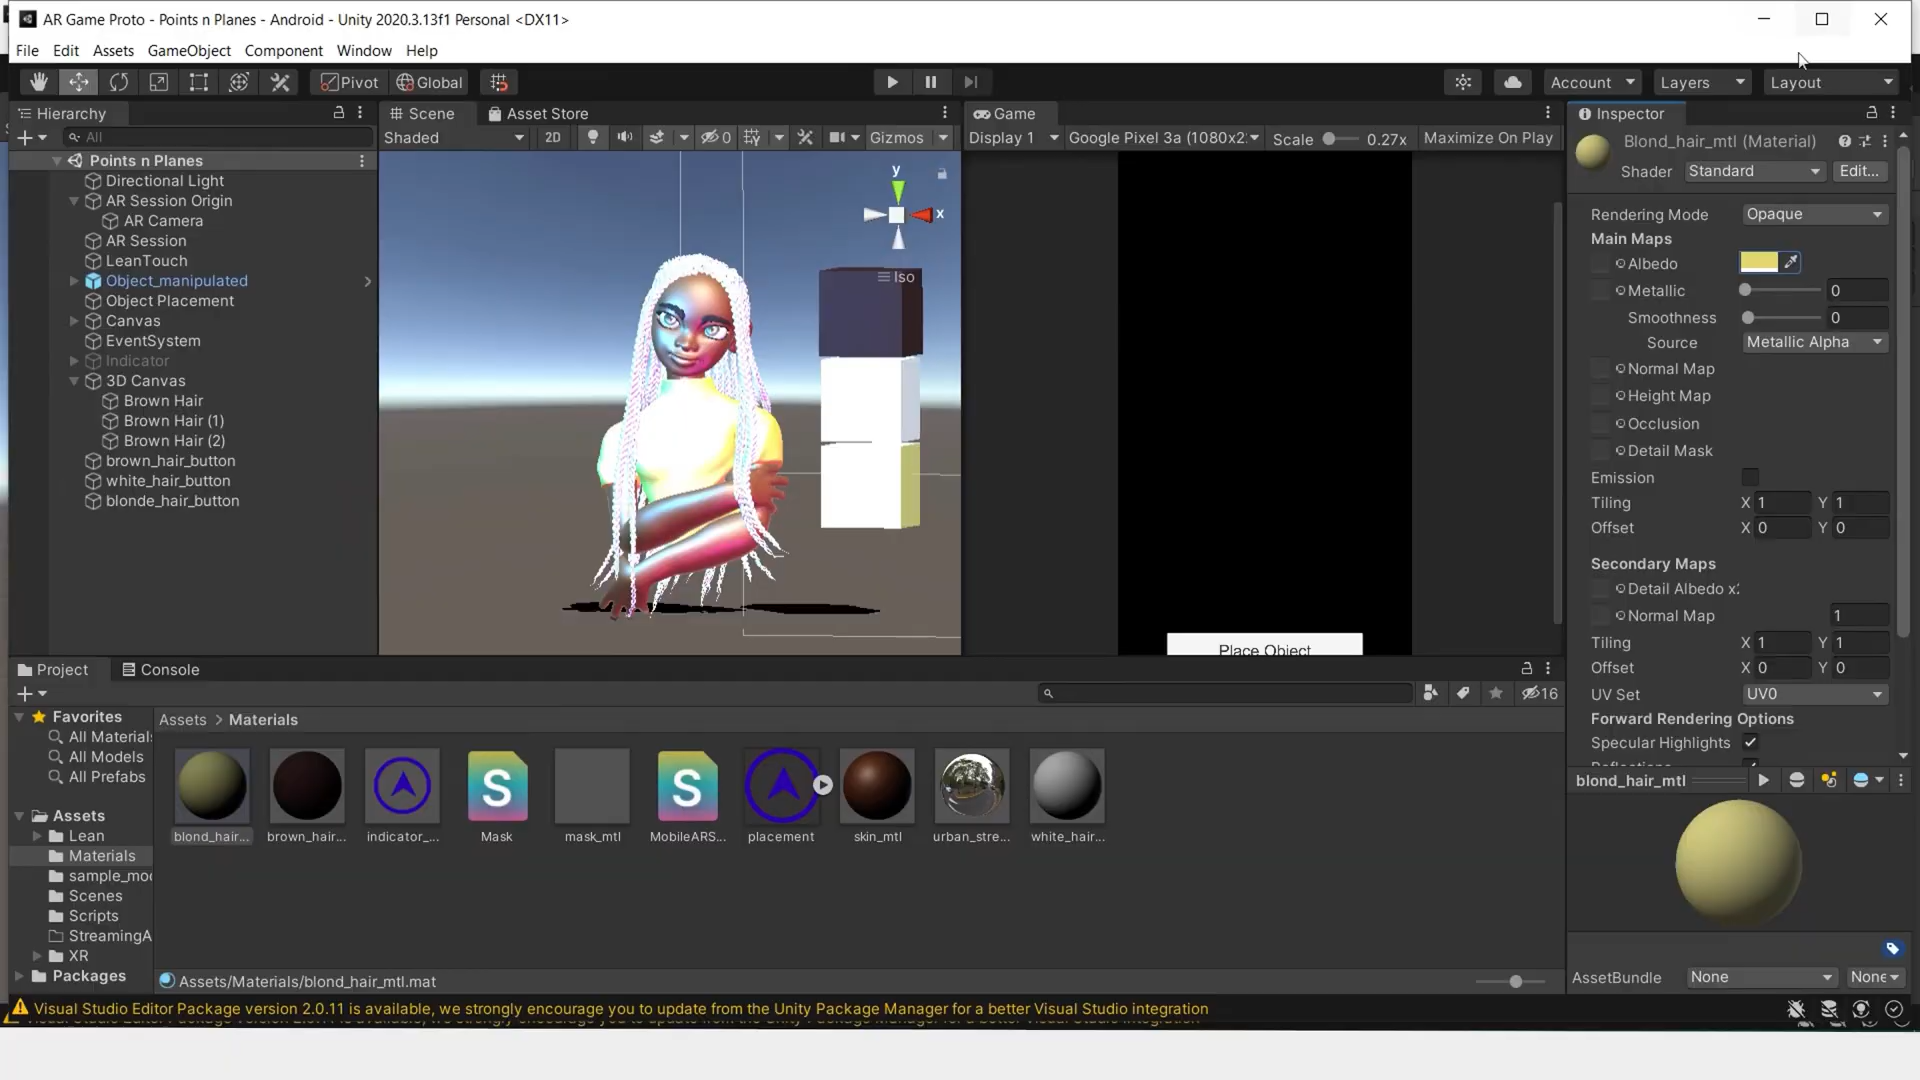 AR Game Proto - Points n Planes - Android - Unity 2020.3.13f1 Personal <DX11>
File Edit Assets GameObject Component Window Help
Pivot Global Account Layers Layout
Hierarchy
All
Points n Planes
Directional Light
AR Session Origin
AR Camera
AR Session
LeanTouch
Object_manipulated
Object Placement
Canvas
EventSystem
Indicator
3D Canvas
Brown Hair
Brown Hair (1)
Brown Hair (2)
brown_hair_button
white_hair_button
blonde_hair_button
Scene Asset Store
Shaded 2D 0 Gizmos
y
x
Iso
Game
Display 1 Google Pixel 3a (1080x2: Scale 0.27x Maximize On Play
Place Object
Inspector
Blond_hair_mtl (Material)
Shader Standard Edit...
Rendering Mode Opaque
Main Maps
Albedo
Metallic 0
Smoothness 0
Source Metallic Alpha
Normal Map
Height Map
Occlusion
Detail Mask
Emission
Tiling X 1 Y 1
Offset X 0 Y 0
Secondary Maps
Detail Albedo x:
Normal Map 1
Tiling X 1 Y 1
Offset X 0 Y 0
UV Set UV0
Forward Rendering Options
Specular Highlights
blond_hair_mtl
AssetBundle None None
Project Console
16
Favorites
All Materials
All Models
All Prefabs
Assets
Lean
Materials
sample_mod
Scenes
Scripts
StreamingA
XR
Packages
Assets > Materials
S S
blond_hair... brown_hair... indicator_... Mask mask_mtl MobileARS... placement skin_mtl urban_stre... white_hair...
Assets/Materials/blond_hair_mtl.mat
Visual Studio Editor Package version 2.0.11 is available, we strongly encourage you to update from the Unity Package Manager for a better Visual Studio integration